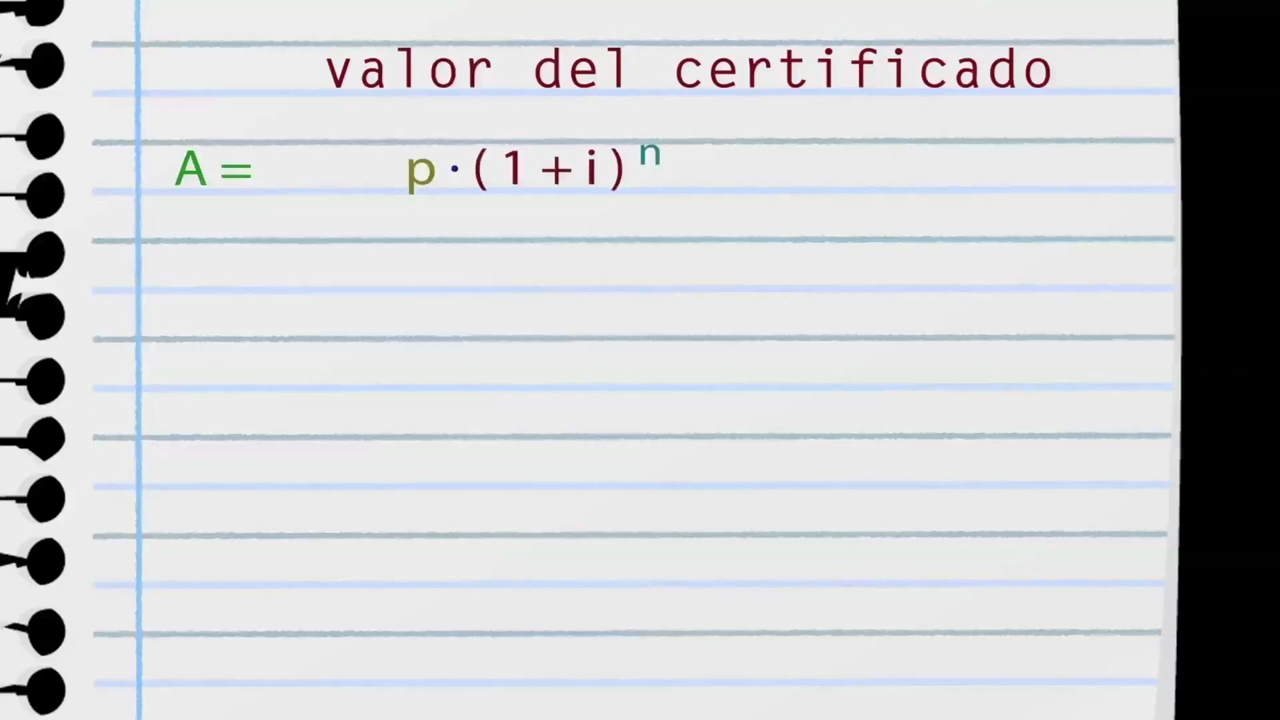 valor del certificado
A = p·(1+i)ⁿ